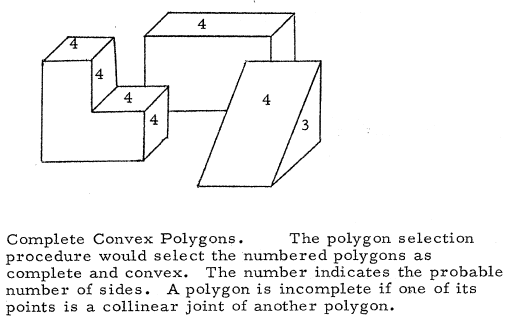 4
4
4
4
4
4
3
Complete Convex Polygons. The polygon selection
procedure would select the numbered polygons as
complete and convex. The number indicates the probable
number of sides. A polygon is incomplete if one of its
points is a collinear joint of another polygon.